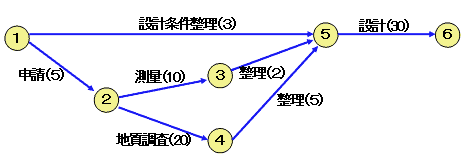 設計条件整理(3)
設計(30)
1
5
6
申請(5)
測量(10)
3
整理(2)
2
整理(5)
地質調査(20)
4